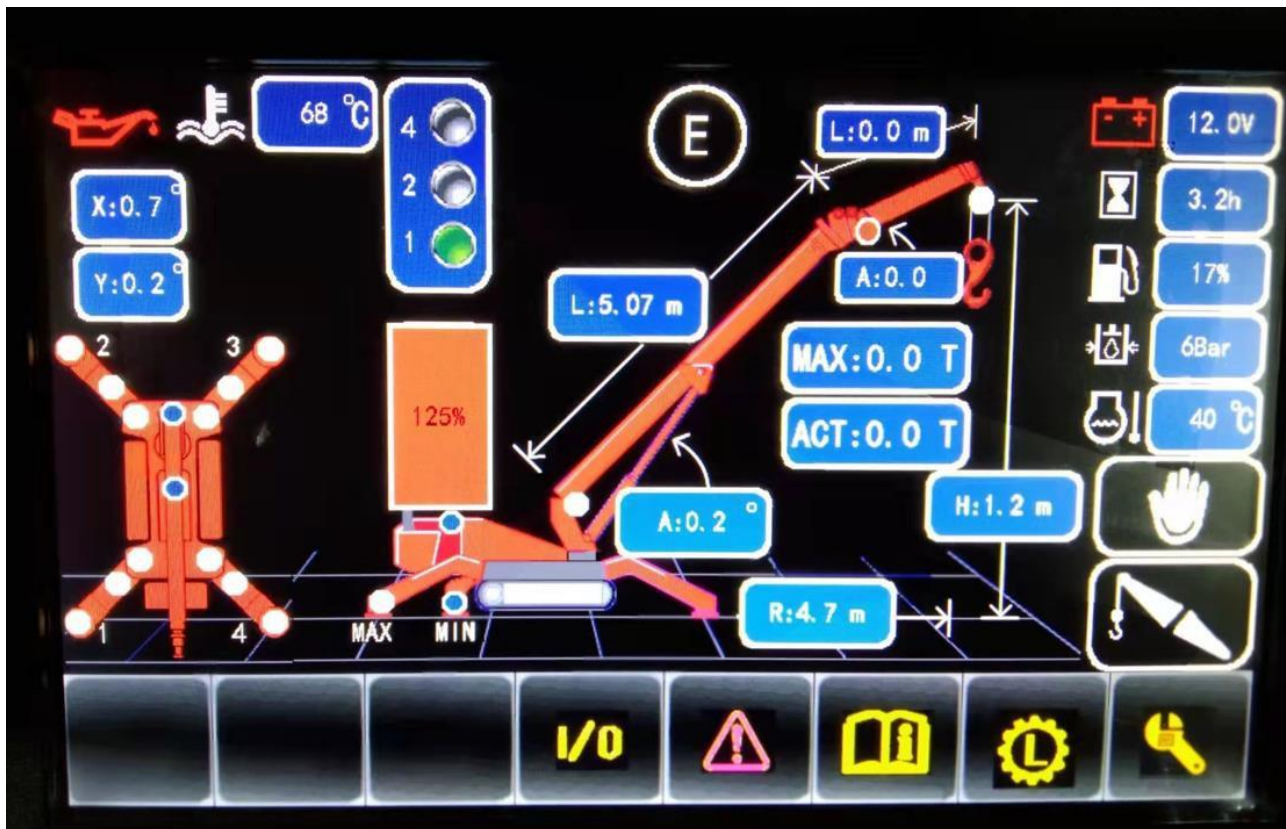 68 °C
4
2
1
E
L:0.0 m
12.0V
X:0.7°
Y:0.2°
3.2h
A:0.0
17%
L:5.07 m
2
3
MAX:0.0 T
6Bar
125%
ACT:0.0 T
40 °C
A:0.2 °
H:1.2 m
R:4.7 m
1
4
MAX
MIN
I/O
i
L